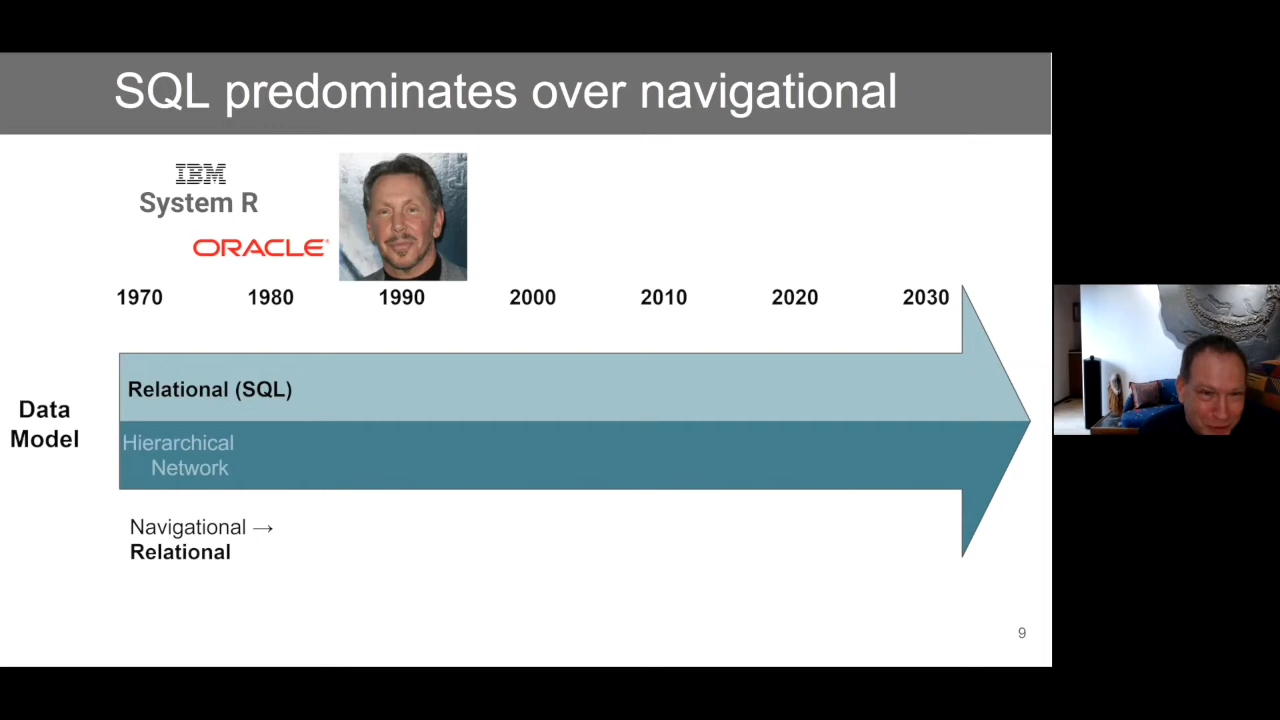 SQL predominates over navigational
IBM
System R
ORACLE®
1970 1980 1990 2000 2010 2020 2030
Relational (SQL)
Data
Model
Hierarchical
Network
Navigational →
Relational
9